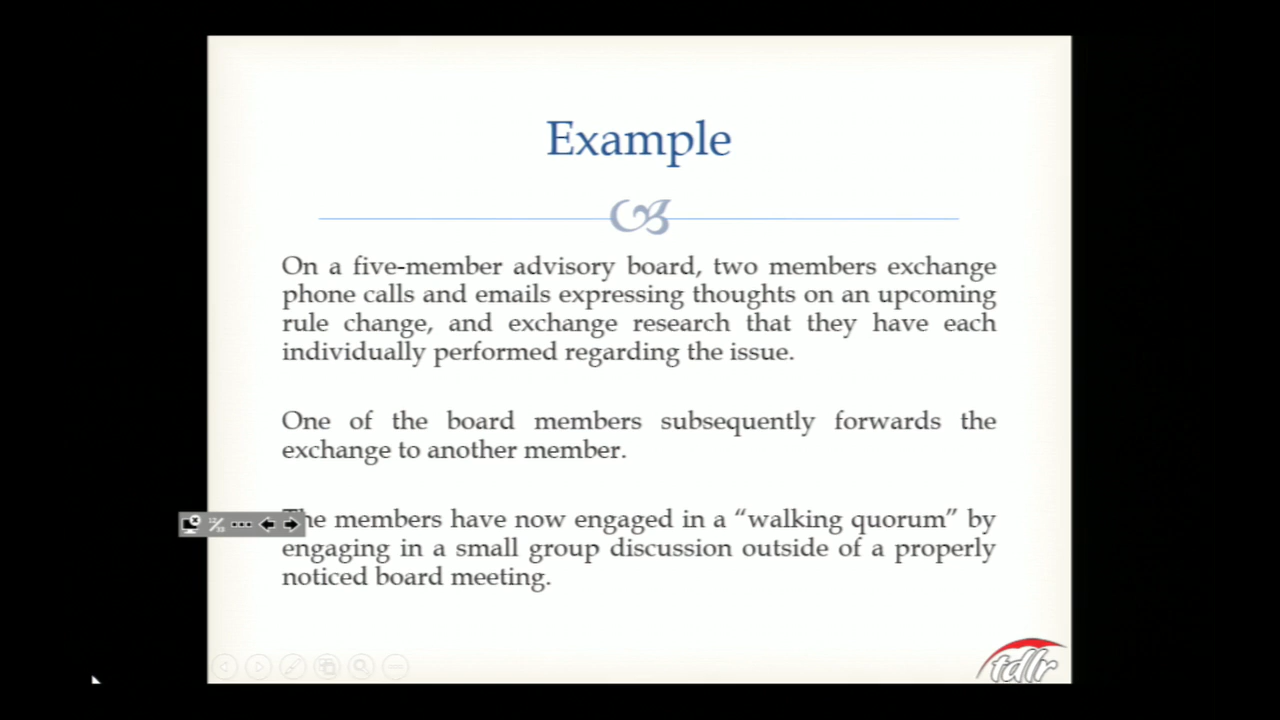 Example
On a five-member advisory board, two members exchange
phone calls and emails expressing thoughts on an upcoming
rule change, and exchange research that they have each
individually performed regarding the issue.
One of the board members subsequently forwards the
exchange to another member.
The members have now engaged in a “walking quorum” by
engaging in a small group discussion outside of a properly
noticed board meeting.
tdlr